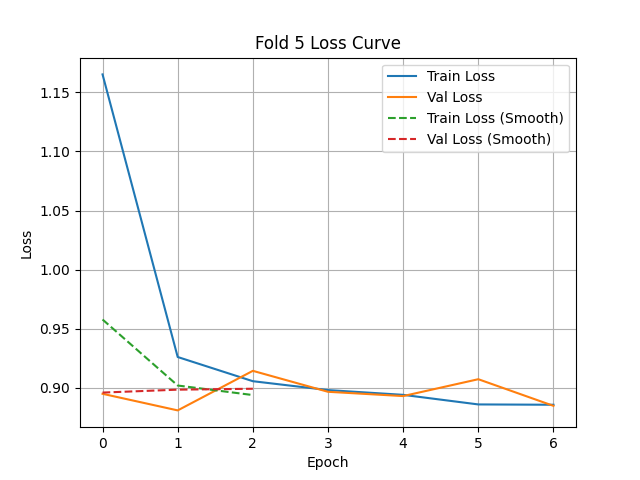 Fold 5 Loss Curve
Train Loss
Val Loss
Train Loss (Smooth)
Val Loss (Smooth)
Loss
1.15
1.10
1.05
1.00
0.95
0.90
0 1 2 3 4 5 6
Epoch